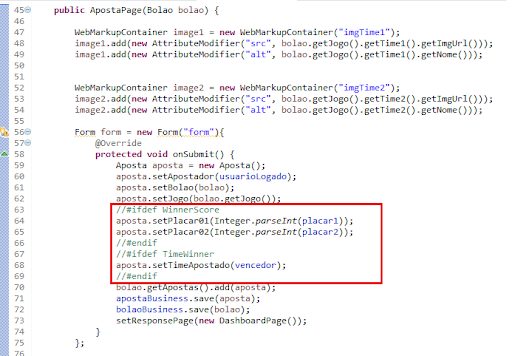 45 public ApostaPage(Bolao bolao) {
46
47 WebMarkupContainer image1 = new WebMarkupContainer("imgTime1");
48 image1.add(new AttributeModifier("src", bolao.getJogo().getTime1().getImgUrl()));
49 image1.add(new AttributeModifier("alt", bolao.getJogo().getTime1().getNome()));
50
51
52 WebMarkupContainer image2 = new WebMarkupContainer("imgTime2");
53 image2.add(new AttributeModifier("src", bolao.getJogo().getTime2().getImgUrl()));
54 image2.add(new AttributeModifier("alt", bolao.getJogo().getTime2().getNome()));
55
56 Form form = new Form("form"){
57 @Override
58 protected void onSubmit() {
59 Aposta aposta = new Aposta();
60 aposta.setApostador(usuarioLogado);
61 aposta.setBolao(bolao);
62 aposta.setJogo(bolao.getJogo());
63 //#ifdef WinnerScore
64 aposta.setPlacar01(Integer.parseInt(placar1));
65 aposta.setPlacar02(Integer.parseInt(placar2));
66 //#endif
67 //#ifdef TimeWinner
68 aposta.setTimeApostado(vencedor);
69 //#endif
70 bolao.getApostas().add(aposta);
71 apostaBusiness.save(aposta);
72 bolaoBusiness.save(bolao);
73 setResponsePage(new DashboardPage());
74 }
75 };
76